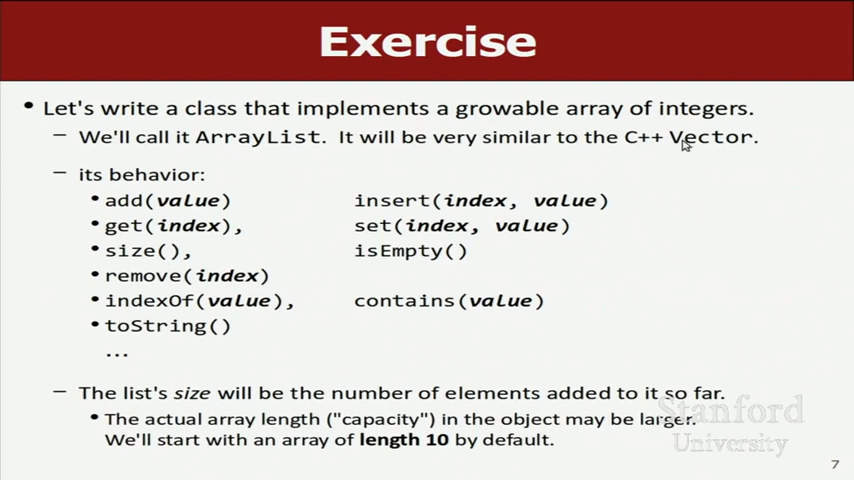 Exercise
• Let's write a class that implements a growable array of integers.
– We'll call it ArrayList. It will be very similar to the C++ Vector.
– its behavior:
• add(value) insert(index, value)
• get(index), set(index, value)
• size(), isEmpty()
• remove(index)
• indexOf(value), contains(value)
• toString()
...
– The list's size will be the number of elements added to it so far.
• The actual array length ("capacity") in the object may be larger.
We'll start with an array of length 10 by default.
Stanford
University
7